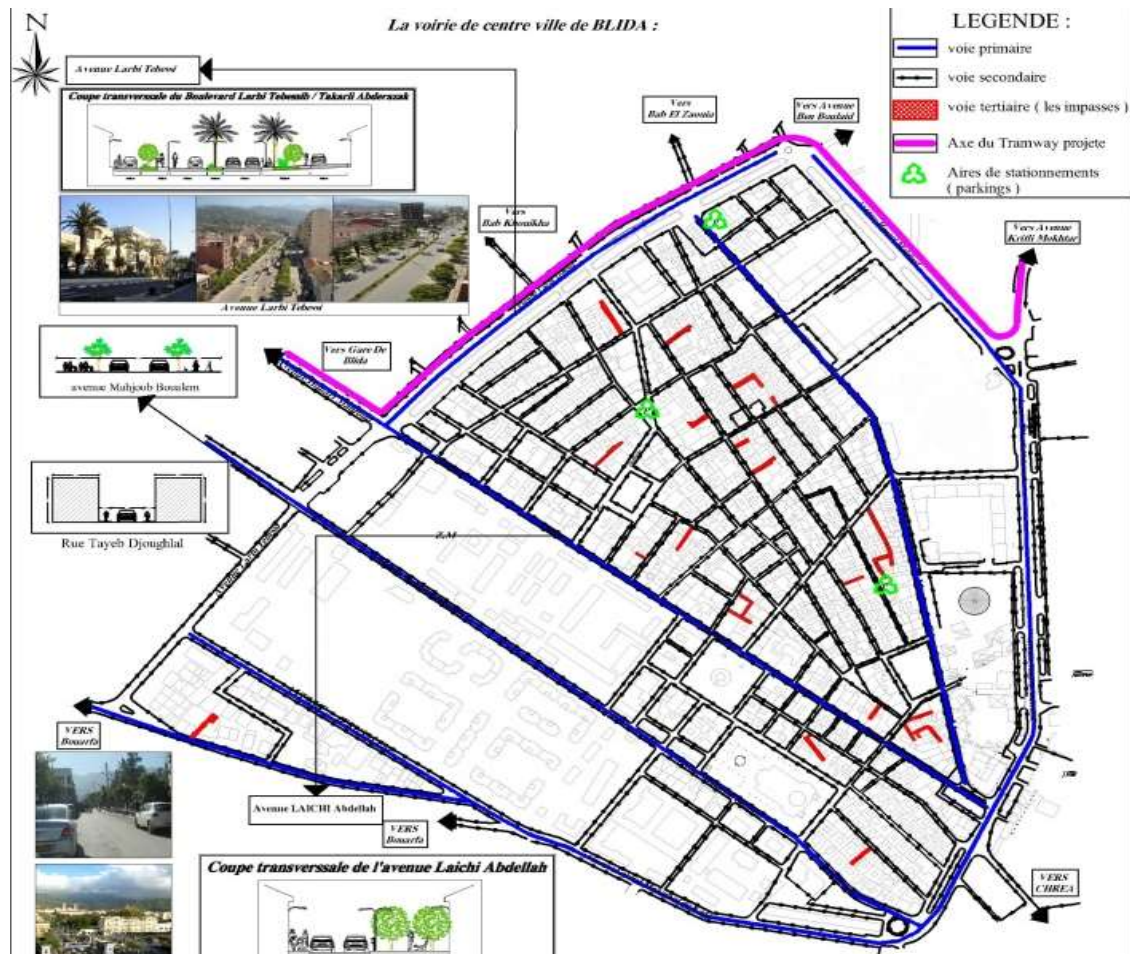 La voirie de centre ville de BLIDA :
N
LEGENDE :
voie primaire
voie secondaire
voie tertiaire ( les impasses )
Axe du Tramway projete
Aires de stationnements
( parkings )
Avenue Larbi Tebessi
Coupe transverssale du Boulevard Larbi Tebessih / Takarli Abderazak
Avenue Larbi Tebessi
Vers
Bab El Zaouia
Vers Avenue
Ben Boulaid
Vers
Bab Khouikha
Vers Avenue
Kritli Mokhtar
Vers Gare De
Blida
avenue Mahjoub Boualem
Rue Tayeb Djoughlal
Z.M
VERS
Bouarfa
Avenue LAICHI Abdellah
VERS
Bouarfa
Coupe transverssale de l'avenue Laichi Abdellah
VERS
CHREA